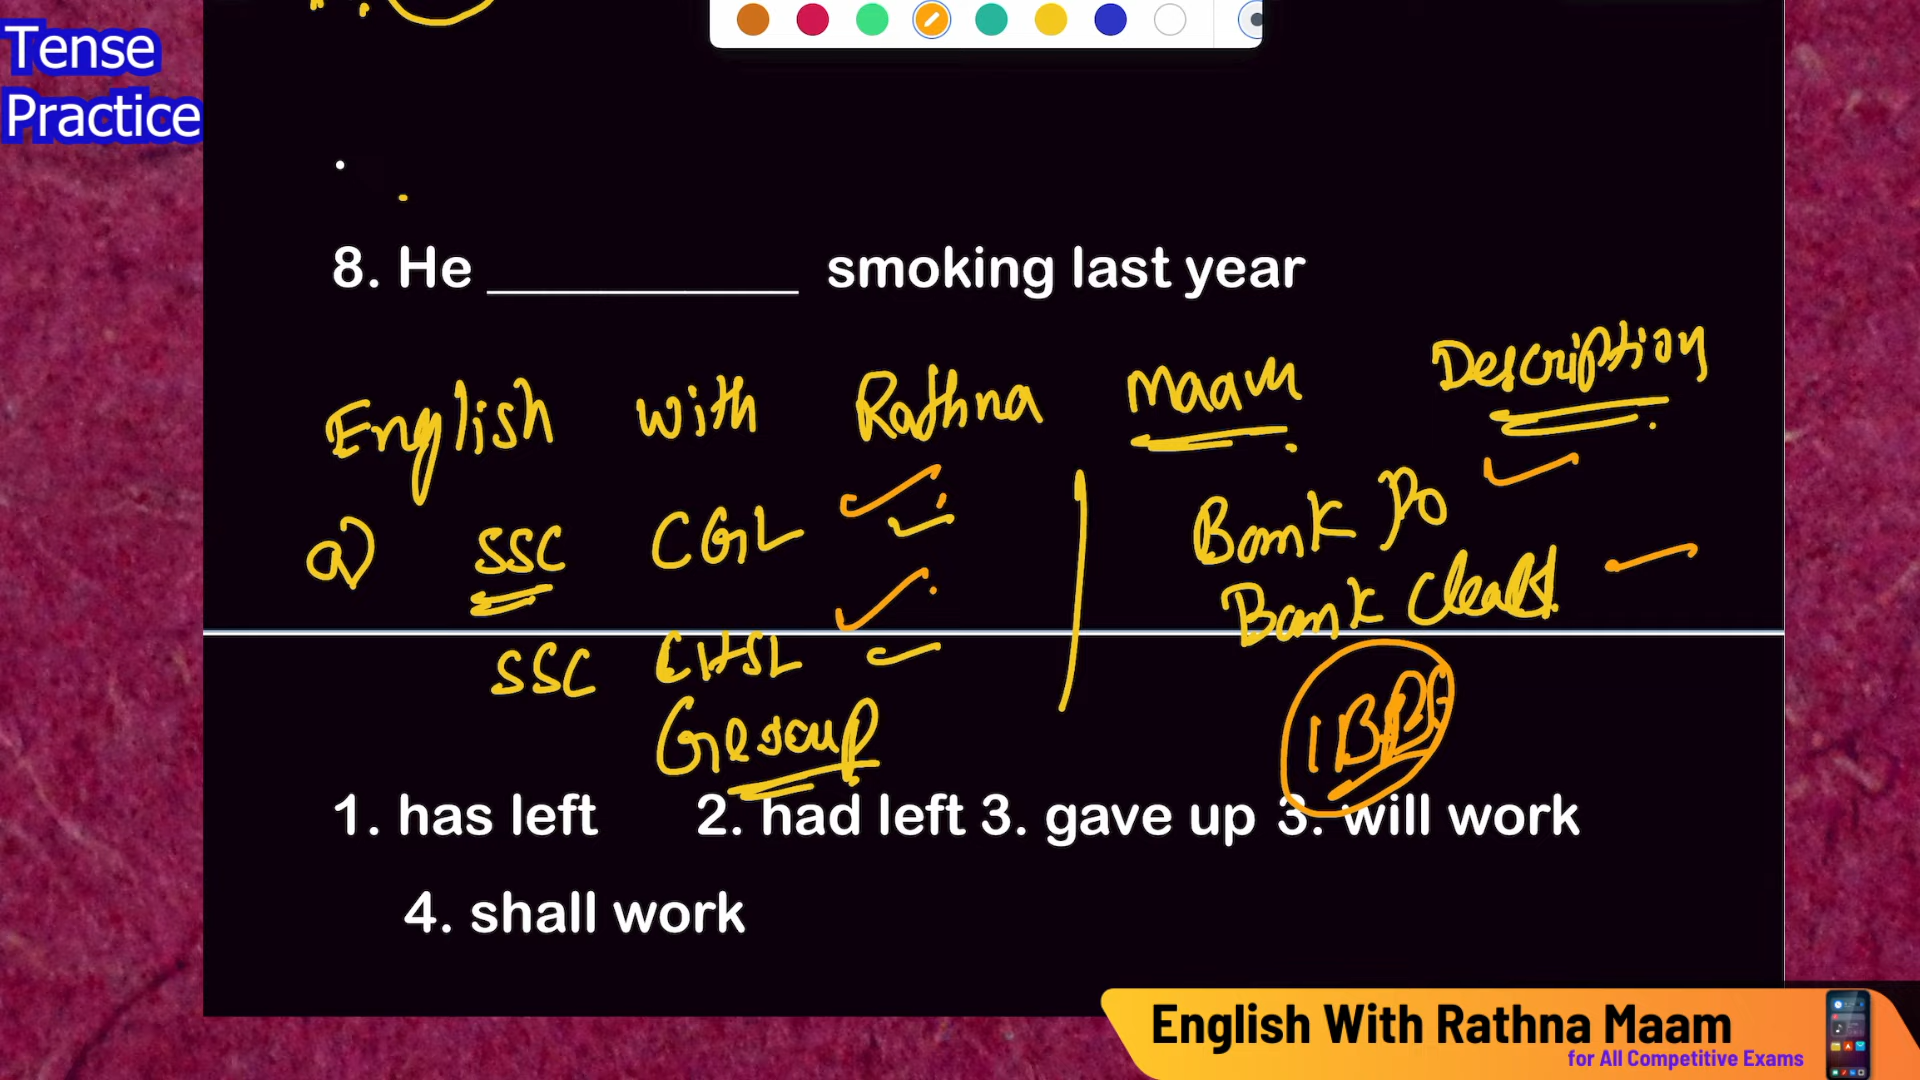 Tense
Practice
8. He ____________ smoking last year
English with Rathna Maam Description
a) SSC CGL Bank PO
Bank
SSC CHSL
Group IBPS
1. has left 2. had left 3. gave up 3. will work
4. shall work
English With Rathna Maam
for All Competitive Exams